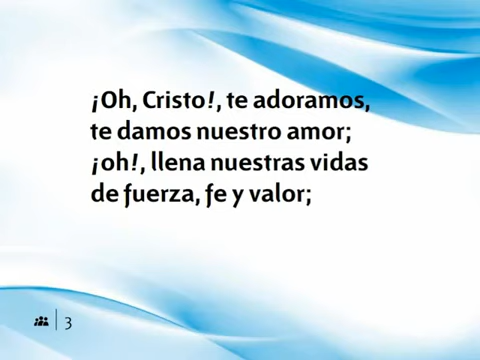 ¡Oh, Cristo!, te adoramos,
te damos nuestro amor;
¡oh!, llena nuestras vidas
de fuerza, fe y valor;
3